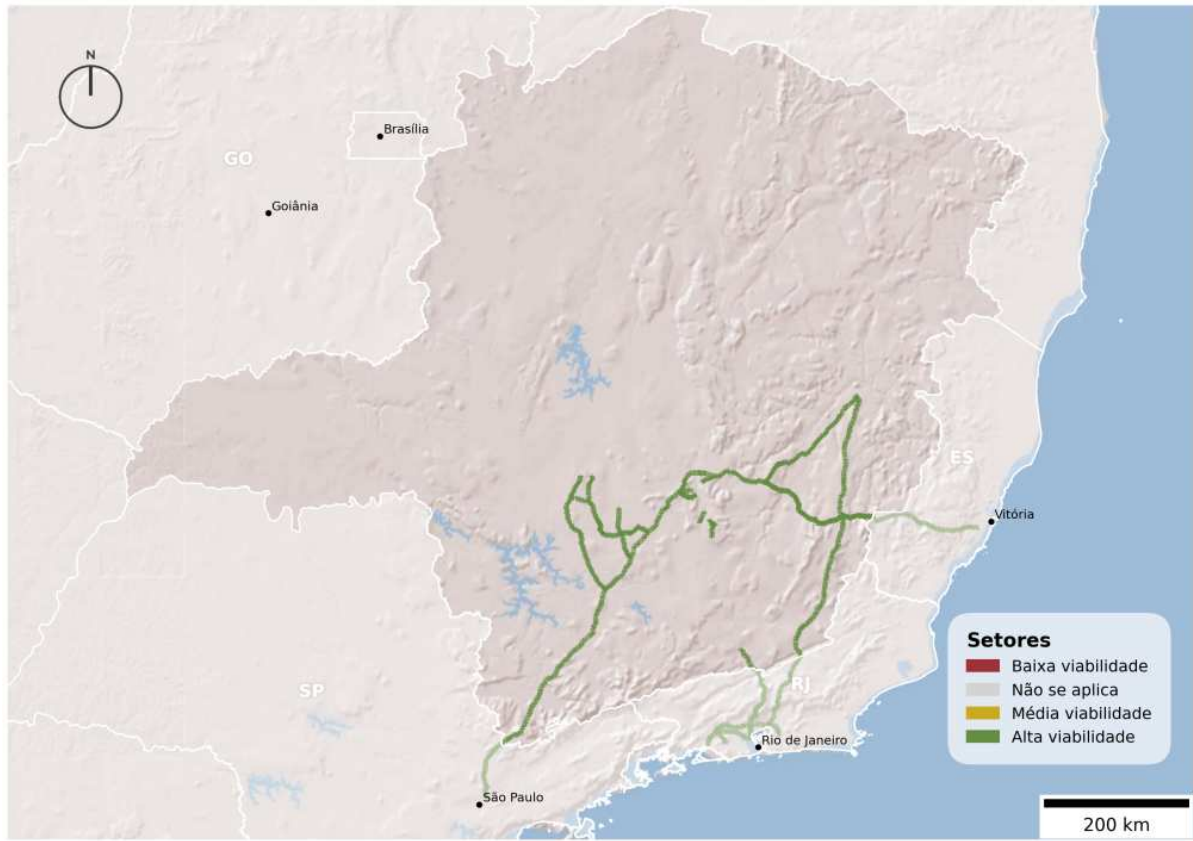 N
Brasília
GO
Goiânia
ES
Vitória
SP
RJ
Rio de Janeiro
São Paulo
Setores
Baixa viabilidade
Não se aplica
Média viabilidade
Alta viabilidade
200 km